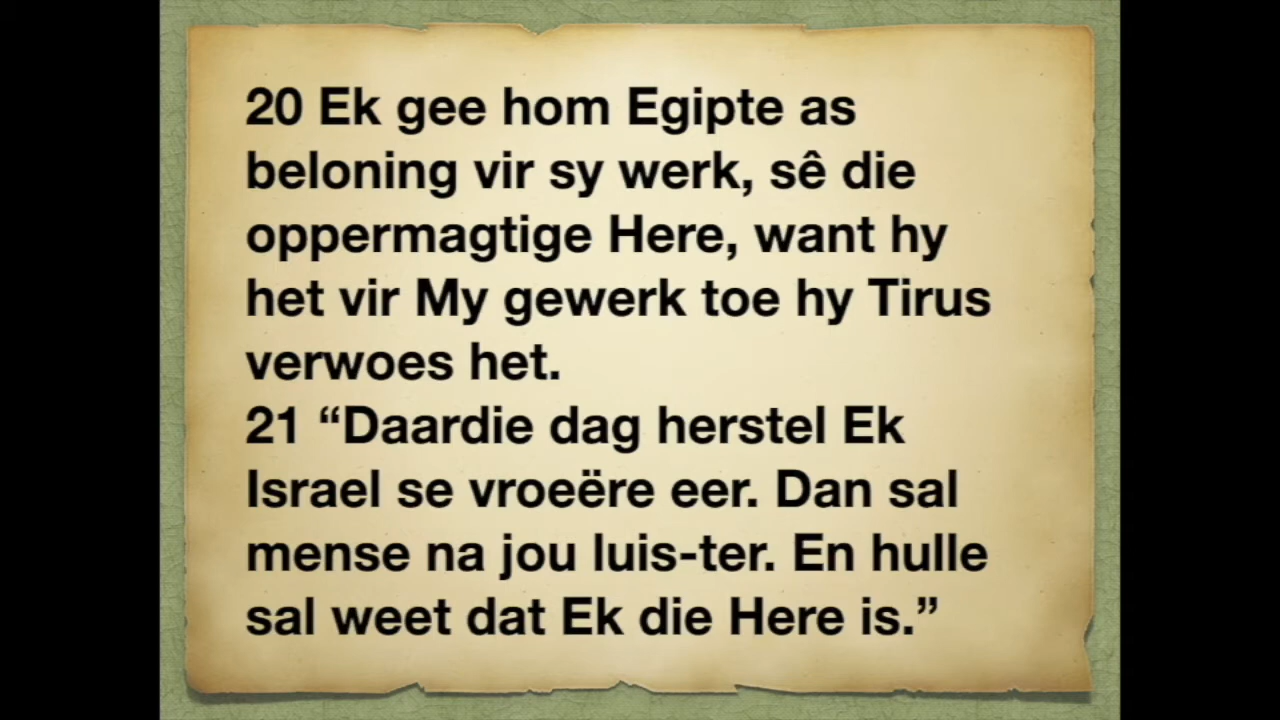 20 Ek gee hom Egipte as
beloning vir sy werk, sê die
oppermagtige Here, want hy
het vir My gewerk toe hy Tirus
verwoes het.
21 “Daardie dag herstel Ek
Israel se vroeëre eer. Dan sal
mense na jou luis-ter. En hulle
sal weet dat Ek die Here is.”